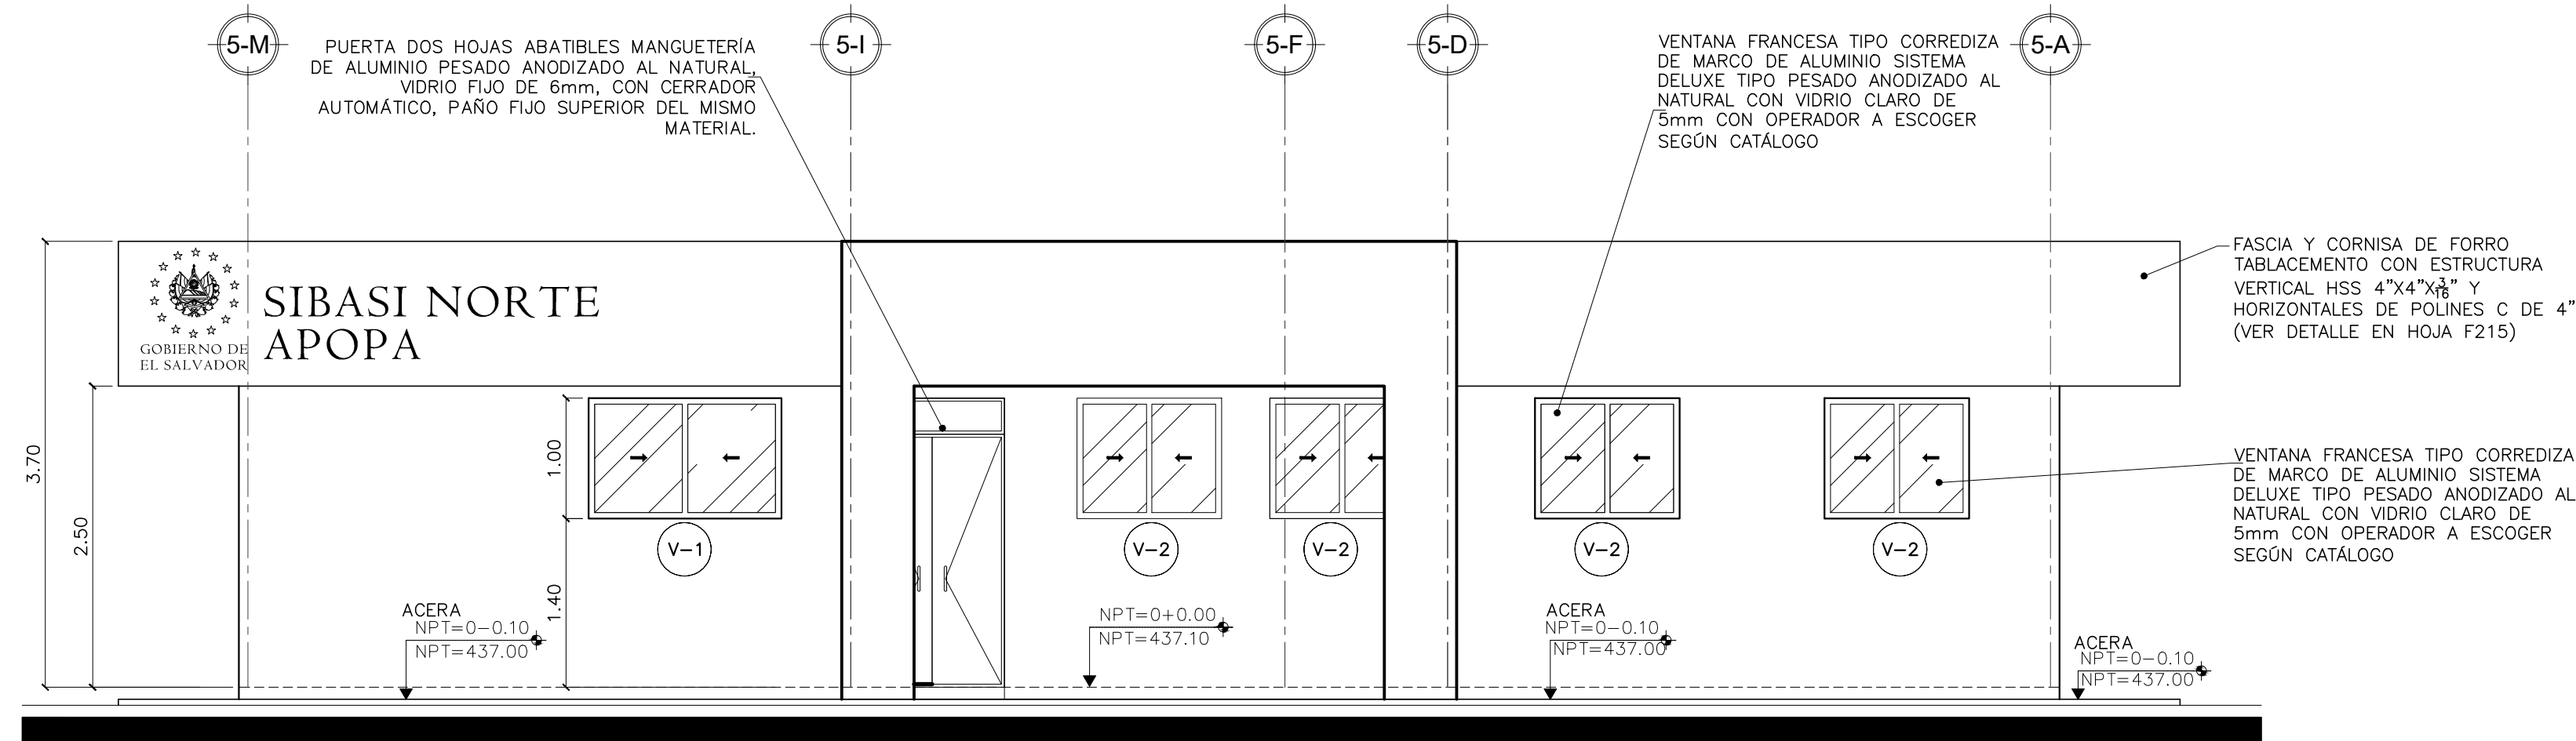 5-M
5-I
5-F
5-D
5-A
PUERTA DOS HOJAS ABATIBLES MANGUETERÍA
DE ALUMINIO PESADO ANODIZADO AL NATURAL,
VIDRIO FIJO DE 6mm, CON CERRADOR
AUTOMÁTICO, PAÑO FIJO SUPERIOR DEL MISMO
MATERIAL.
VENTANA FRANCESA TIPO CORREDIZA
DE MARCO DE ALUMINIO SISTEMA
DELUXE TIPO PESADO ANODIZADO AL
NATURAL CON VIDRIO CLARO DE
5mm CON OPERADOR A ESCOGER
SEGÚN CATÁLOGO
FASCIA Y CORNISA DE FORRO
TABLACEMENTO CON ESTRUCTURA
VERTICAL HSS 4"X4"X3/16" Y
HORIZONTALES DE POLINES C DE 4"
(VER DETALLE EN HOJA F215)
GOBIERNO DE
EL SALVADOR
SIBASI NORTE
APOPA
3.70
2.50
1.00
1.40
V-1
V-2
V-2
V-2
V-2
VENTANA FRANCESA TIPO CORREDIZA
DE MARCO DE ALUMINIO SISTEMA
DELUXE TIPO PESADO ANODIZADO AL
NATURAL CON VIDRIO CLARO DE
5mm CON OPERADOR A ESCOGER
SEGÚN CATÁLOGO
ACERA
NPT=0-0.10
NPT=437.00
NPT=0+0.00
NPT=437.10
ACERA
NPT=0-0.10
NPT=437.00
ACERA
NPT=0-0.10
NPT=437.00